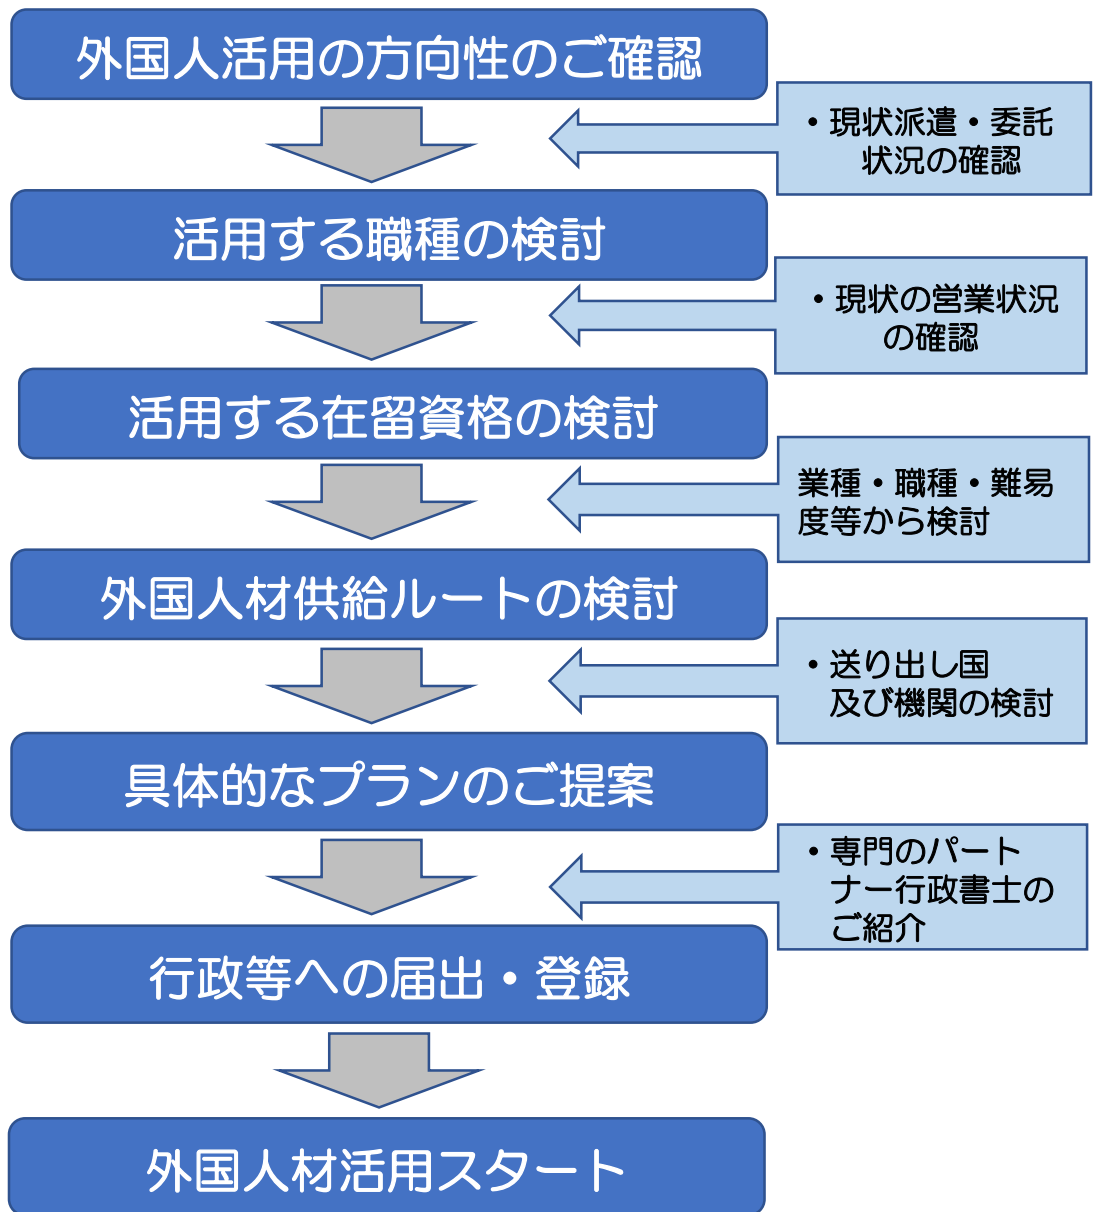 外国人活用の方向性のご確認
・現状派遣・委託
状況の確認
活用する職種の検討
・現状の営業状況
の確認
活用する在留資格の検討
業種・職種・難易
度等から検討
外国人材供給ルートの検討
・送り出し国
及び機関の検討
具体的なプランのご提案
・専門のパート
ナー行政書士の
ご紹介
行政等への届出・登録
外国人材活用スタート